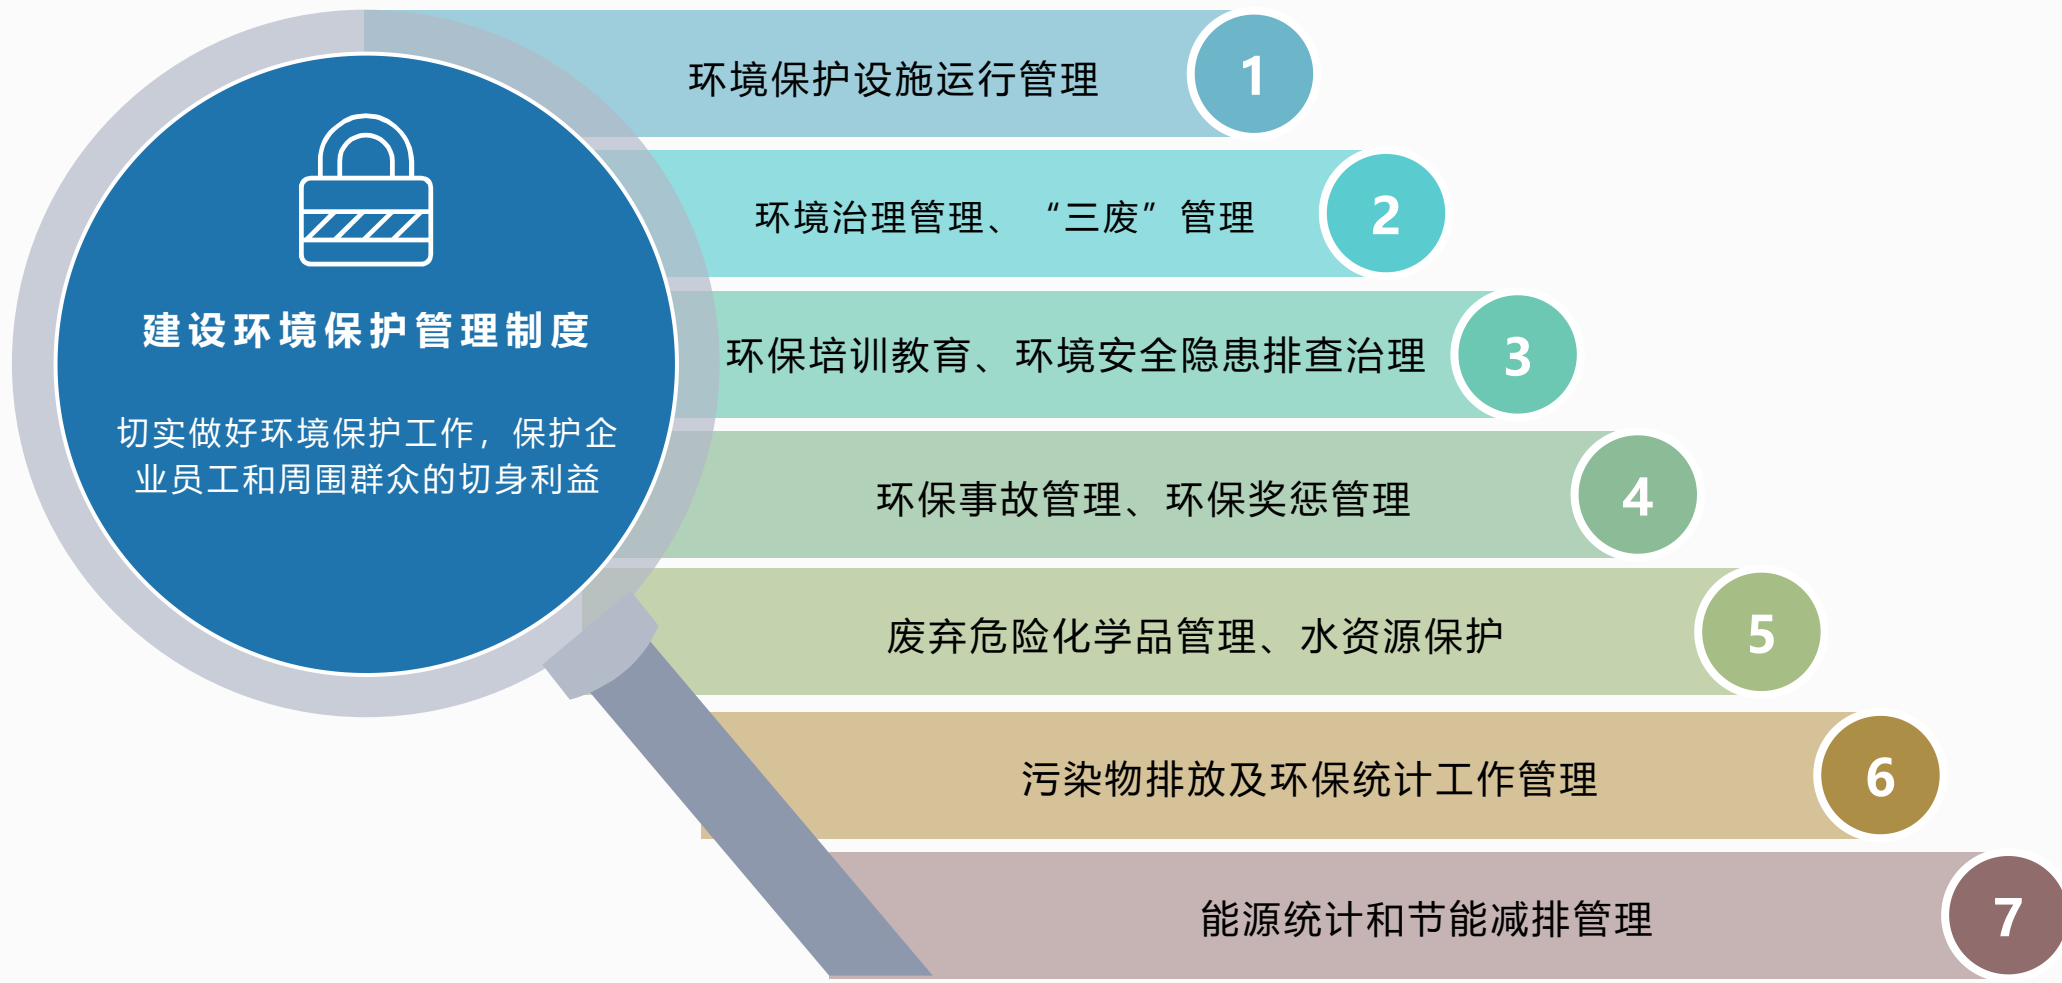 建设环境保护管理制度
切实做好环境保护工作，保护企
业员工和周围群众的切身利益
环境保护设施运行管理
1
环境治理管理、“三废”管理
2
环保培训教育、环境安全隐患排查治理
3
环保事故管理、环保奖惩管理
4
废弃危险化学品管理、水资源保护
5
污染物排放及环保统计工作管理
6
能源统计和节能减排管理
7